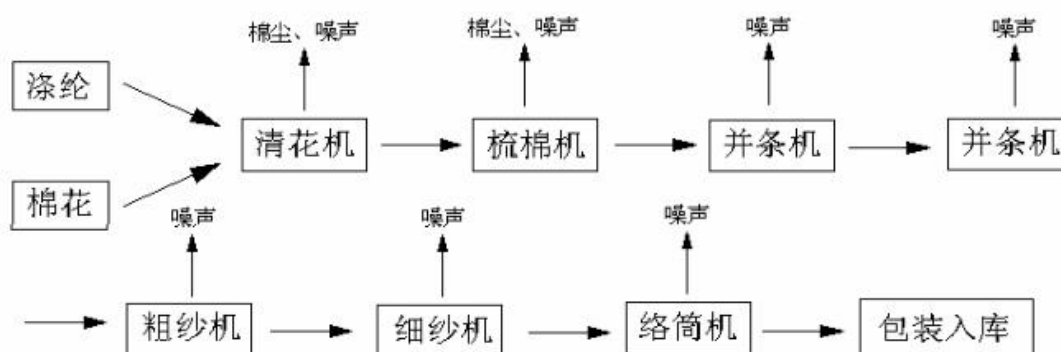 棉尘、噪声
棉尘、噪声
噪声
噪声
涤纶
清花机
梳棉机
并条机
并条机
棉花
噪声
噪声
噪声
粗纱机
细纱机
络筒机
包装入库